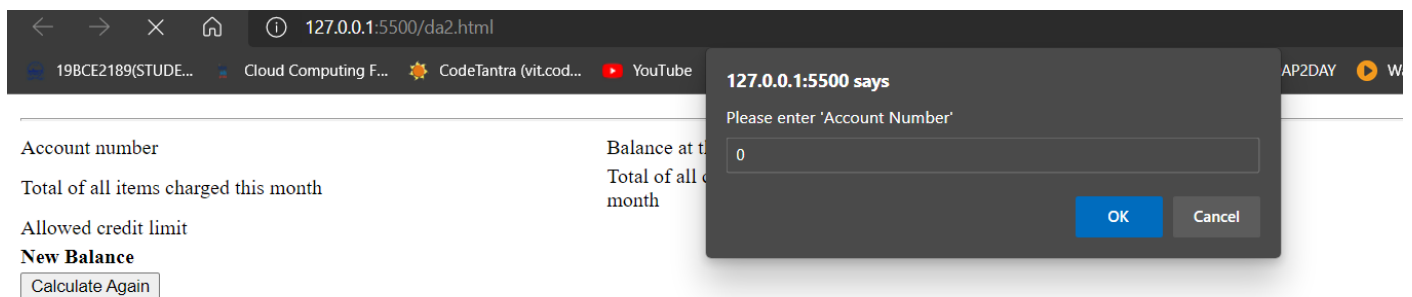 127.0.0.1:5500/da2.html
19BCE2189(STUDE... Cloud Computing F... CodeTantra (vit.cod... YouTube AP2DAY
127.0.0.1:5500 says
Please enter 'Account Number'
0
OK Cancel
Account number Balance at
Total of all items charged this month Total of all
month
Allowed credit limit
New Balance
Calculate Again